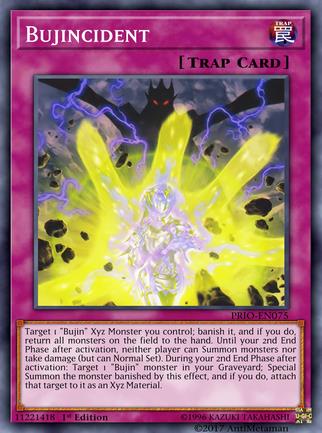 Bujincident
TRAP
罠
[TRAP CARD]
PRIO-EN075
Target 1 "Bujin" Xyz Monster you control; banish it, and if you do,
return all monsters on the field to the hand. Until your 2nd End
Phase after activation, neither player can Summon monsters nor
take damage (but can Normal Set). During your 2nd End Phase after
activation: Target 1 "Bujin" monster in your Graveyard; Special
Summon the monster banished by this effect, and if you do, attach
that target to it as an Xyz Material.
11221418 1st Edition ©1996 KAZUKI TAKAHASHI
©2017 AntiMetaman